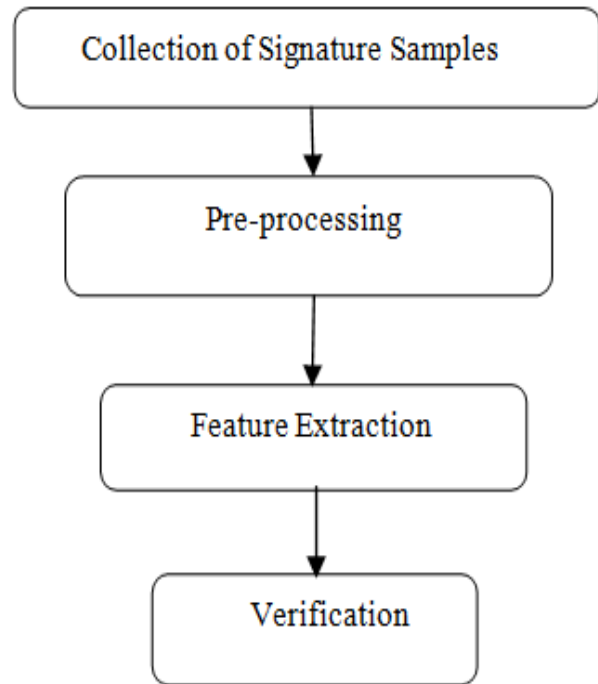 Collection of Signature Samples
Pre-processing
Feature Extraction
Verification